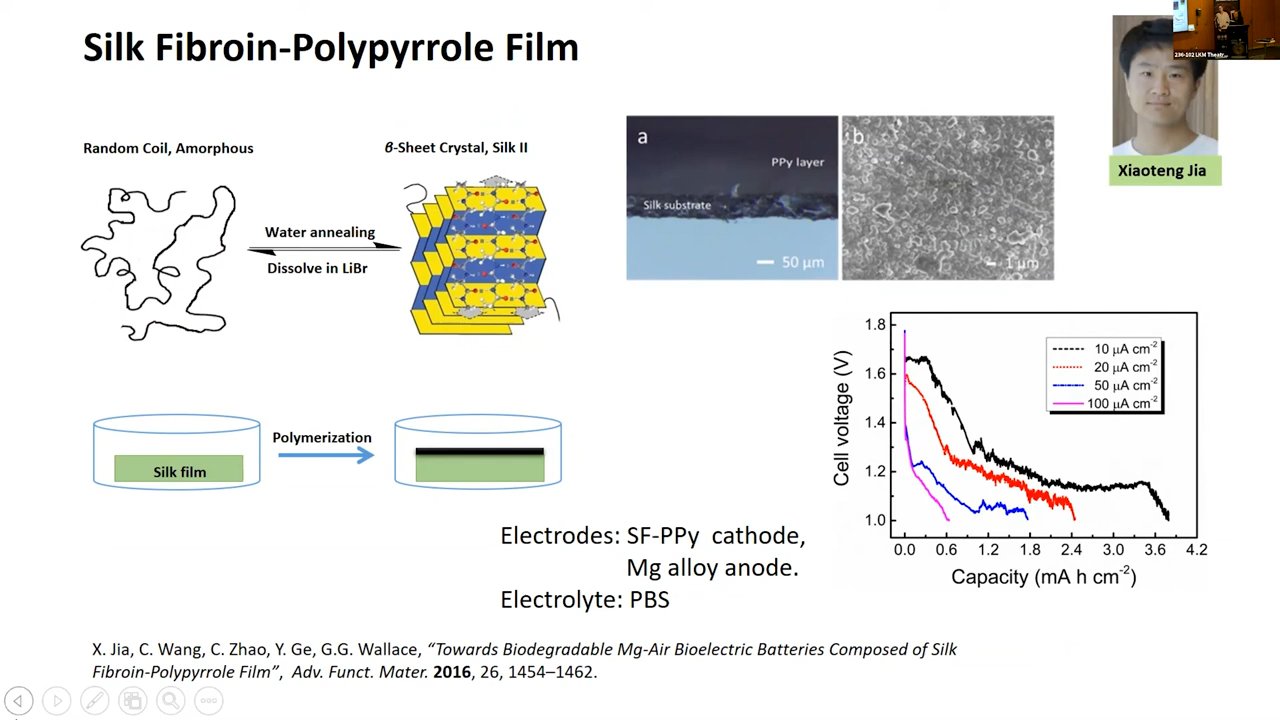 Silk Fibroin-Polypyrrole Film
236-102 LKM Theatr...
Xiaoteng Jia
Random Coil, Amorphous
β-Sheet Crystal, Silk II
Water annealing
Dissolve in LiBr
a
PPy layer
Silk substrate
50 μm
b
1 μm
Polymerization
Silk film
Cell voltage (V)
1.8
1.6
1.4
1.2
1.0
10 μA cm-2
20 μA cm-2
50 μA cm-2
100 μA cm-2
0.0 0.6 1.2 1.8 2.4 3.0 3.6 4.2
Capacity (mA h cm-2)
Electrodes: SF-PPy cathode,
Mg alloy anode.
Electrolyte: PBS
X. Jia, C. Wang, C. Zhao, Y. Ge, G.G. Wallace, “Towards Biodegradable Mg-Air Bioelectric Batteries Composed of Silk
Fibroin-Polypyrrole Film”, Adv. Funct. Mater. 2016, 26, 1454–1462.